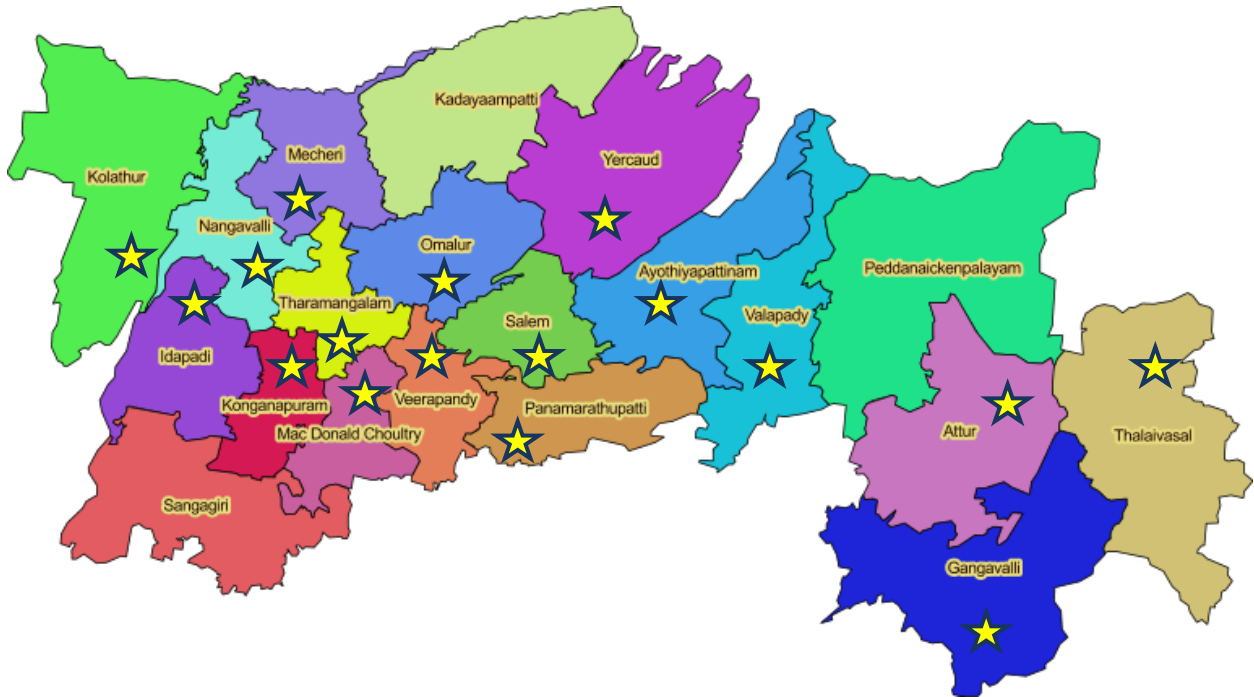 Kadayaampatti
Mecheri
Yercaud
Kolathur
Nangavalli
Omalur
Ayothiyapattinam
Peddanaickenpalayam
Tharamangalam
Salem
Valapady
Idapadi
Konganapuram
Veerapandy
Panamarathupatti
Mac Donald Choultry
Attur
Thalaivasal
Sangagiri
Gangavalli